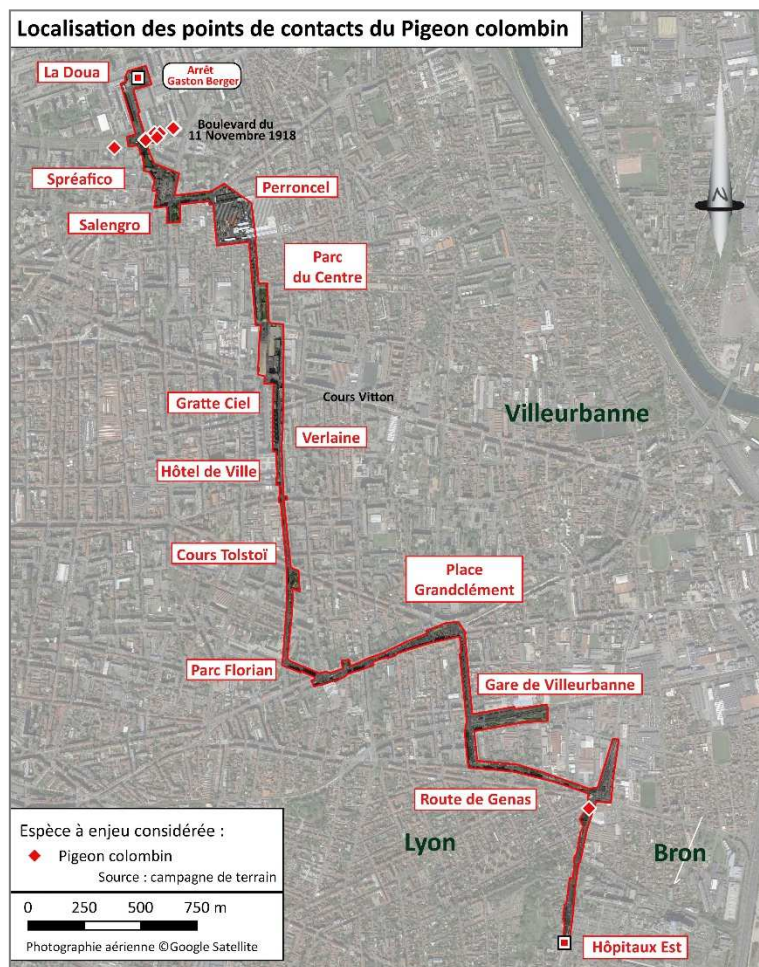 Localisation des points de contacts du Pigeon colombin
La Doua
Arrêt
Gaston Berger
Boulevard du
11 Novembre 1918
Spréafico
Perroncel
Salengro
N
Parc
du Centre
Gratte Ciel
Cours Vitton
Villeurbanne
Verlaine
Hôtel de Ville
Cours Tolstoï
Place
Grandclément
Parc Florian
Gare de Villeurbanne
Route de Genas
Lyon
Bron
Espèce à enjeu considérée :
Pigeon colombin
Source : campagne de terrain
0 250 500 750 m
Photographie aérienne ©Google Satellite
Hôpitaux Est